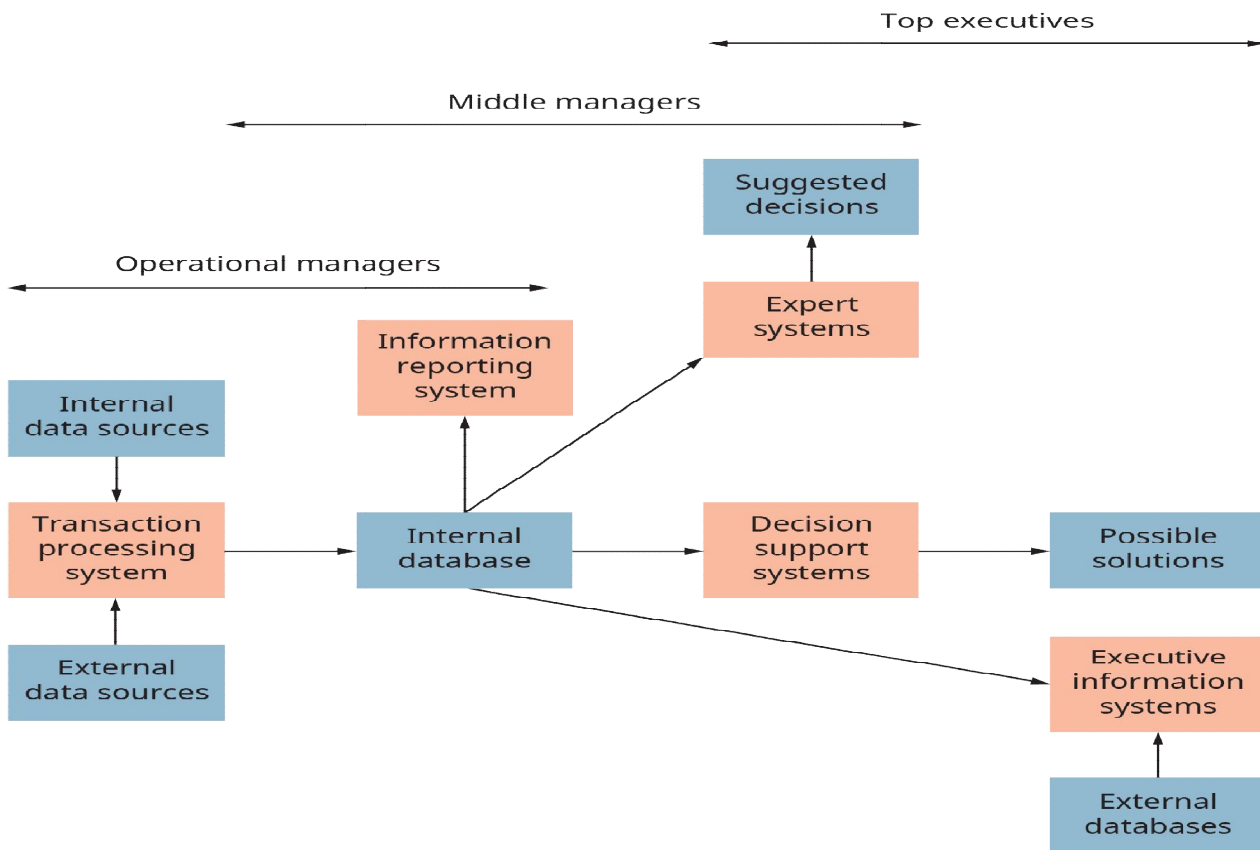 Top executives
Middle managers
Suggested
decisions
Operational managers
Expert
systems
Information
reporting
system
Internal
data sources
Transaction
processing
system
Internal
database
Decision
support
systems
Possible
solutions
External
data sources
Executive
information
systems
External
databases